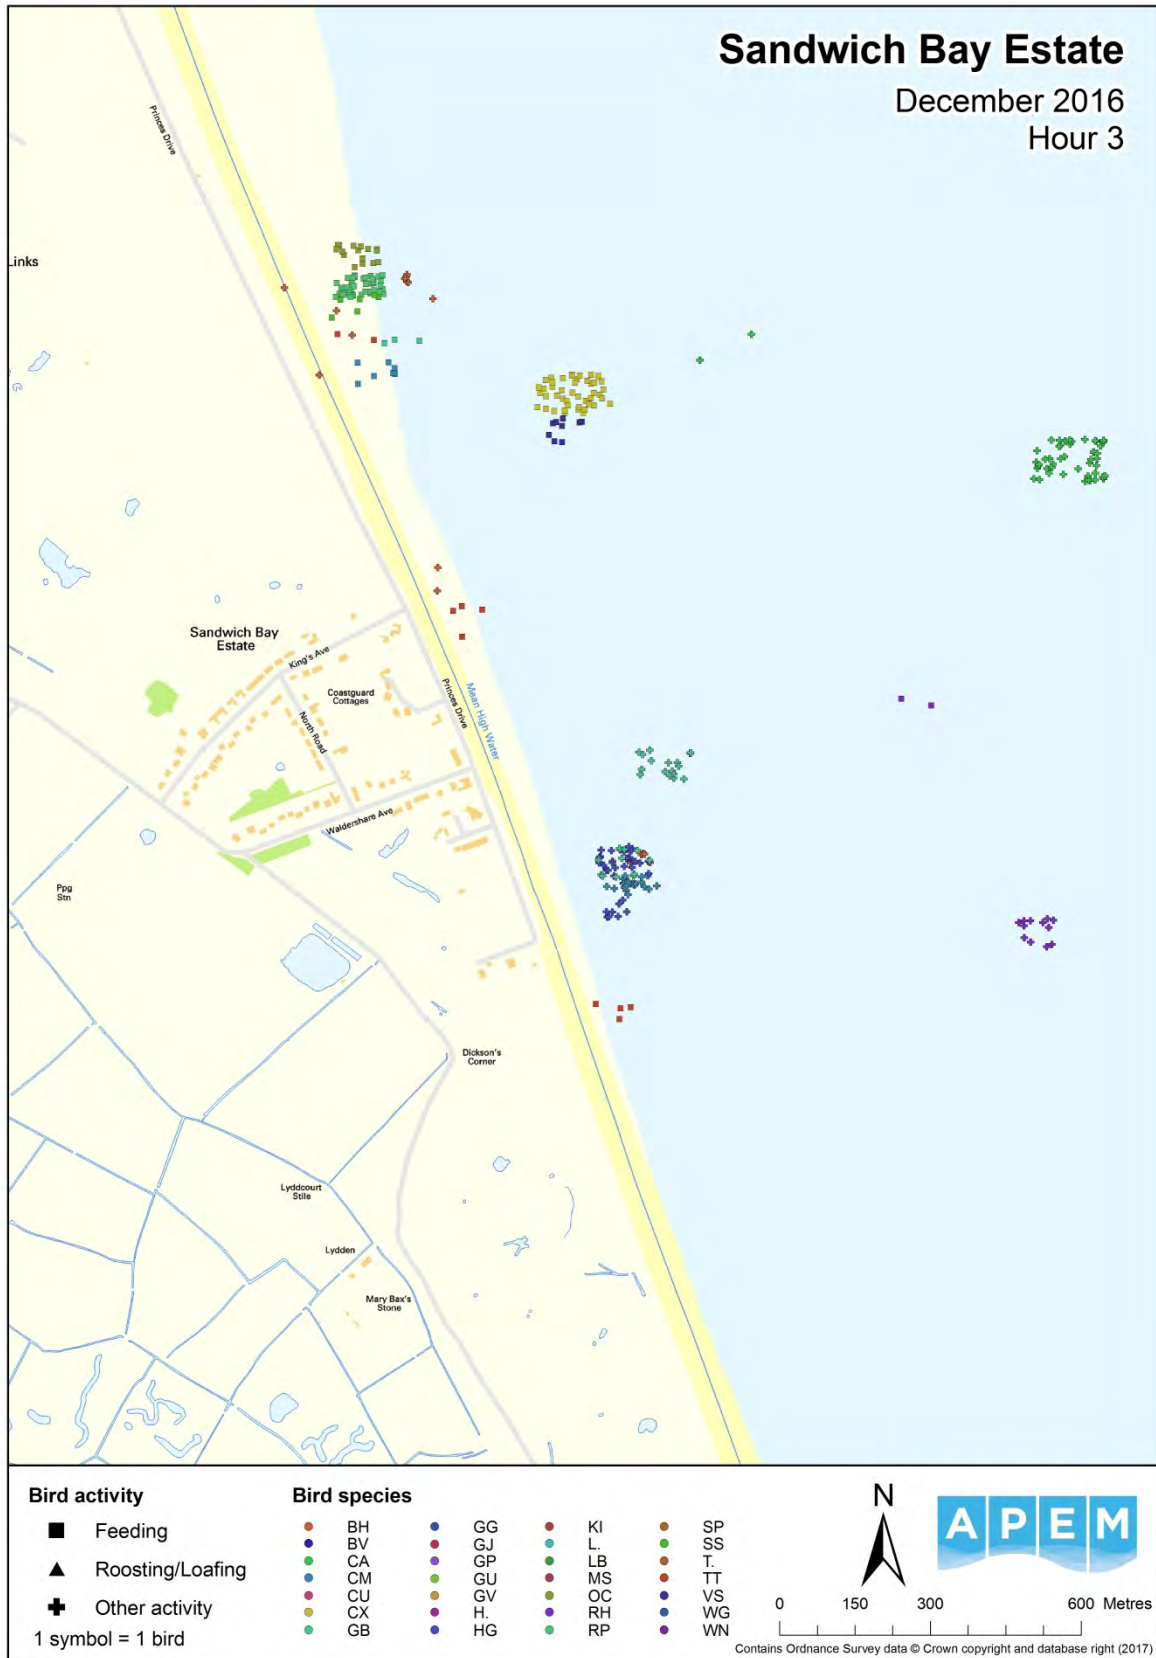 Sandwich Bay Estate
December 2016
Hour 3
Princes Drive
Links
Sandwich Bay
Estate
King's Ave
Coastguard
Cottages
North Road
Princes Drive
Mean High Water
Waldershare Ave
Ppg
Stn
Dickson's
Corner
Lyddcourt
Stile
Lydden
Mary Bax's
Stone
Bird activity
Feeding
Roosting/Loafing
Other activity
1 symbol = 1 bird
Bird species
BH
BV
CA
CM
CU
CX
GB
GG
GJ
GP
GU
GV
H.
HG
KI
L.
LB
MS
OC
RH
RP
SP
SS
T.
TT
VS
WG
WN
N
APEM
0 150 300 600 Metres
Contains Ordnance Survey data © Crown copyright and database right (2017)